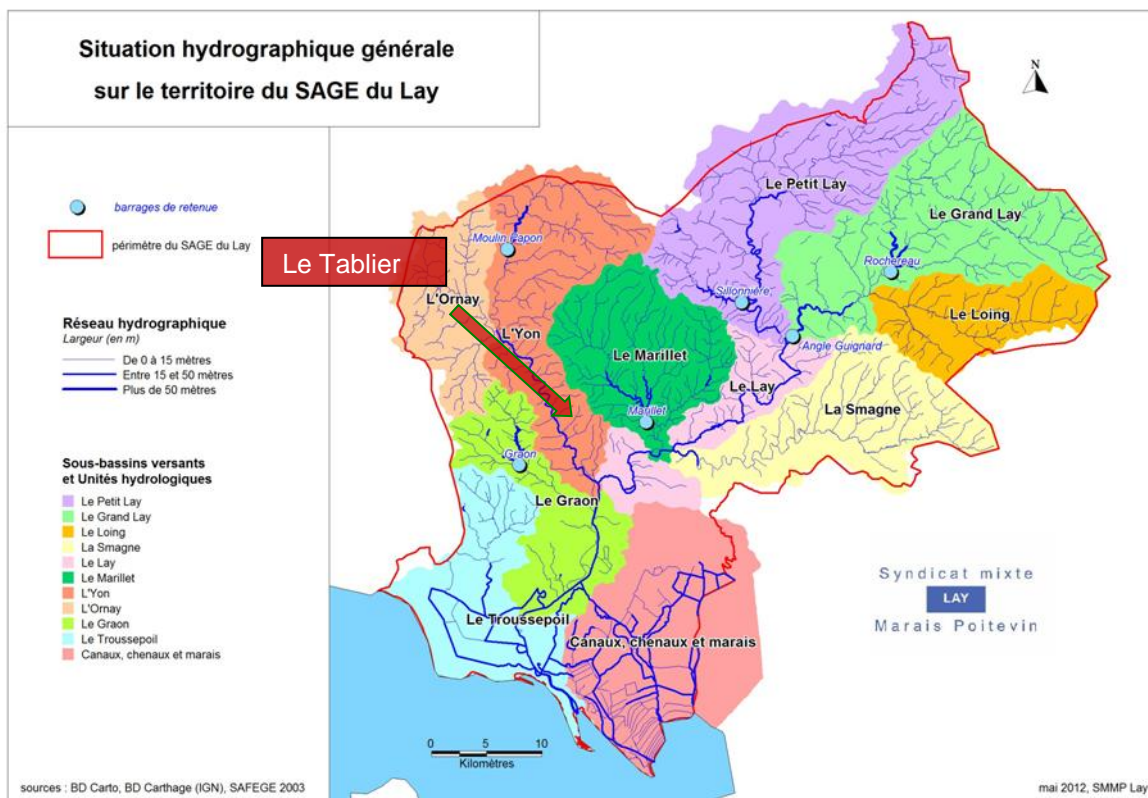 Situation hydrographique générale
sur le territoire du SAGE du Lay
N
barrages de retenue
périmètre du SAGE du Lay
Réseau hydrographique
Largeur (en m)
De 0 à 15 mètres
Entre 15 et 50 mètres
Plus de 50 mètres
Sous-bassins versants
et Unités hydrologiques
Le Petit Lay
Le Grand Lay
Le Loing
La Smagne
Le Lay
Le Marillet
L'Yon
L'Ornay
Le Graon
Le Troussepoil
Canaux, chenaux et marais
Le Tablier
Le Petit Lay
Le Grand Lay
Moulin Papon
Rochereau
L'Ornay
Sillonnière
Le Loing
L'Yon
Angle Guignard
Le Marillet
Le Lay
La Smagne
Marillet
Graon
Le Graon
Le Troussepoil
Canaux, chenaux et marais
Syndicat mixte
LAY
Marais Poitevin
0 5 10
Kilomètres
sources : BD Carto, BD Carthage (IGN), SAFEGE 2003
mai 2012, SMMP Lay